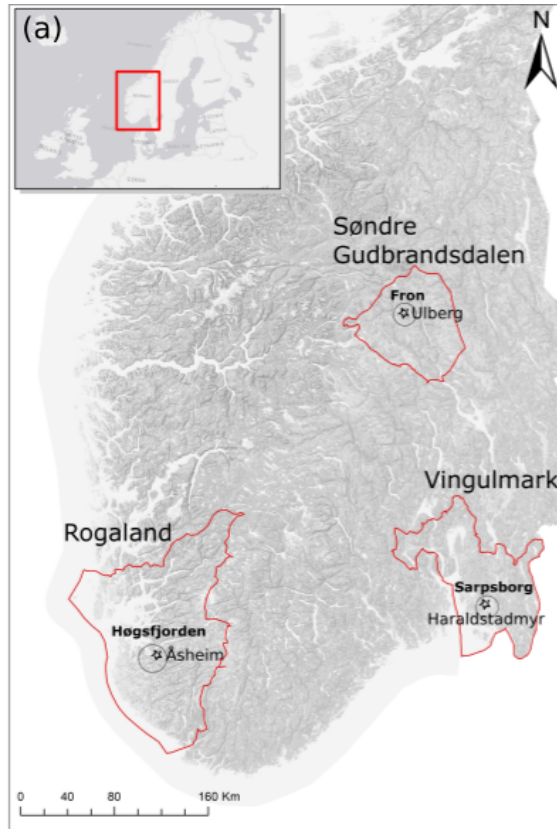 (a)
N
Søndre
Gudbrandsdalen
Fron
Ulberg
Vingulmark
Rogaland
Sarpsborg
Haraldstadmyr
Høgsfjorden
Åsheim
0 40 80 160 Km